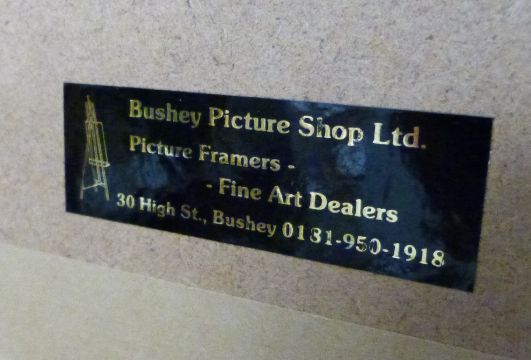 Bushey Picture Shop Ltd.
Picture Framers -
- Fine Art Dealers
30 High St., Bushey 0181-950-1918